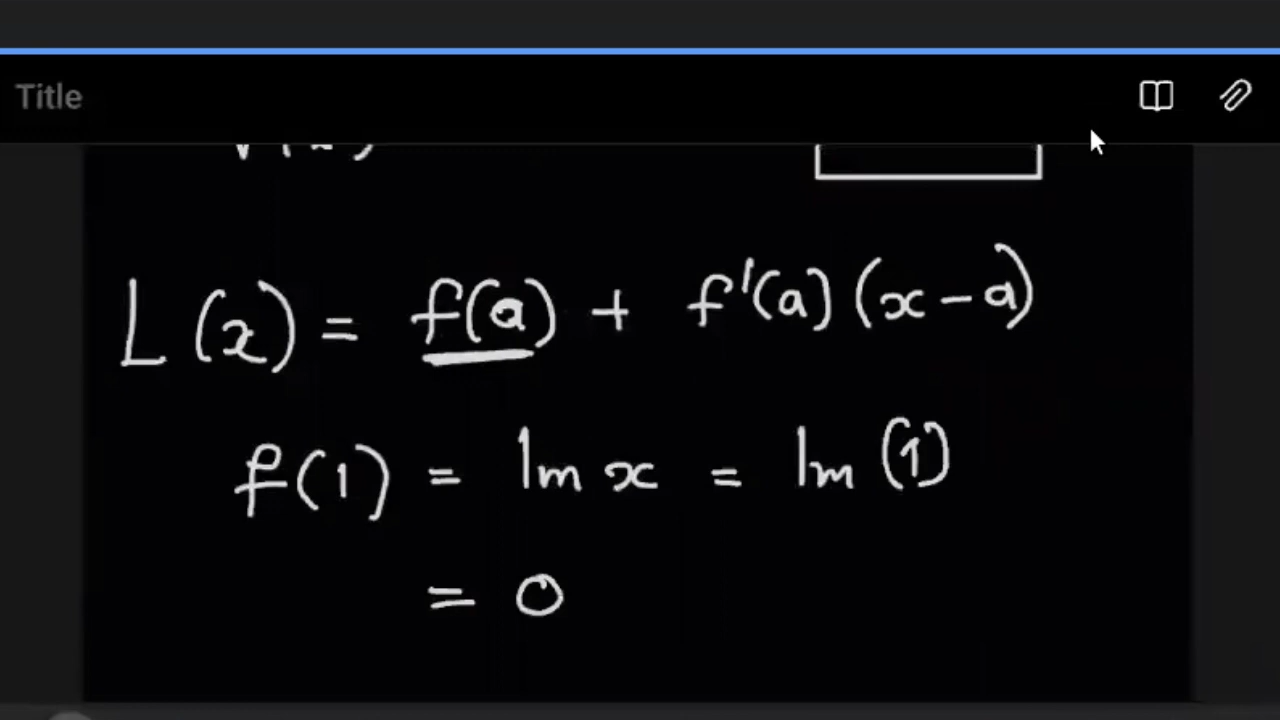 Title
L(x) = f(a) + f'(a)(x-a)
f(1) = ln x = ln (1)
= 0